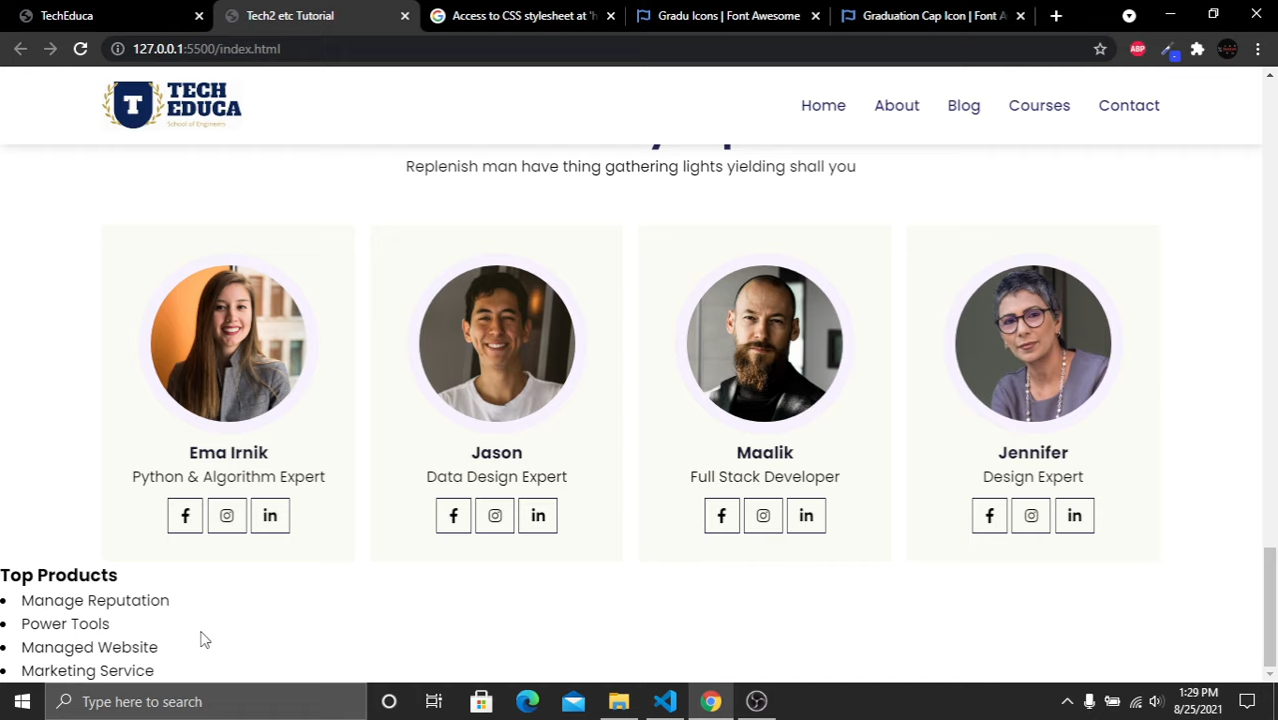 TechEduca
Tech2 etc Tutorial
Access to CSS stylesheet at 'h
Gradu Icons | Font Awesome
Graduation Cap Icon | Font A
127.0.0.1:5500/index.html
ABP
T
TECH
EDUCA
School of Engineers
Home About Blog Courses Contact
Replenish man have thing gathering lights yielding shall you
Ema Irnik
Python & Algorithm Expert
Jason
Data Design Expert
Maalik
Full Stack Developer
Jennifer
Design Expert
Top Products
Manage Reputation
Power Tools
Managed Website
Marketing Service
Type here to search
1:29 PM
8/25/2021